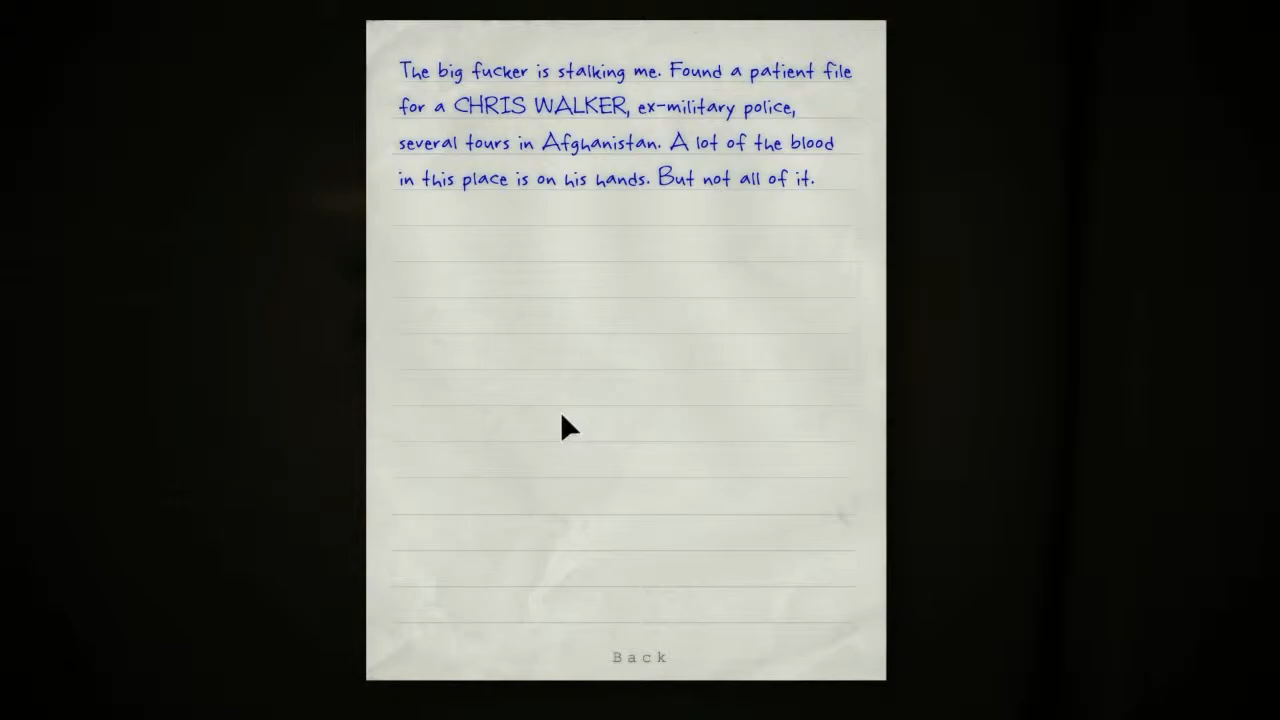 The big fucker is stalking me. Found a patient file
for a CHRIS WALKER, ex-military police,
several tours in Afghanistan. A lot of the blood
in this place is on his hands. But not all of it.
Back